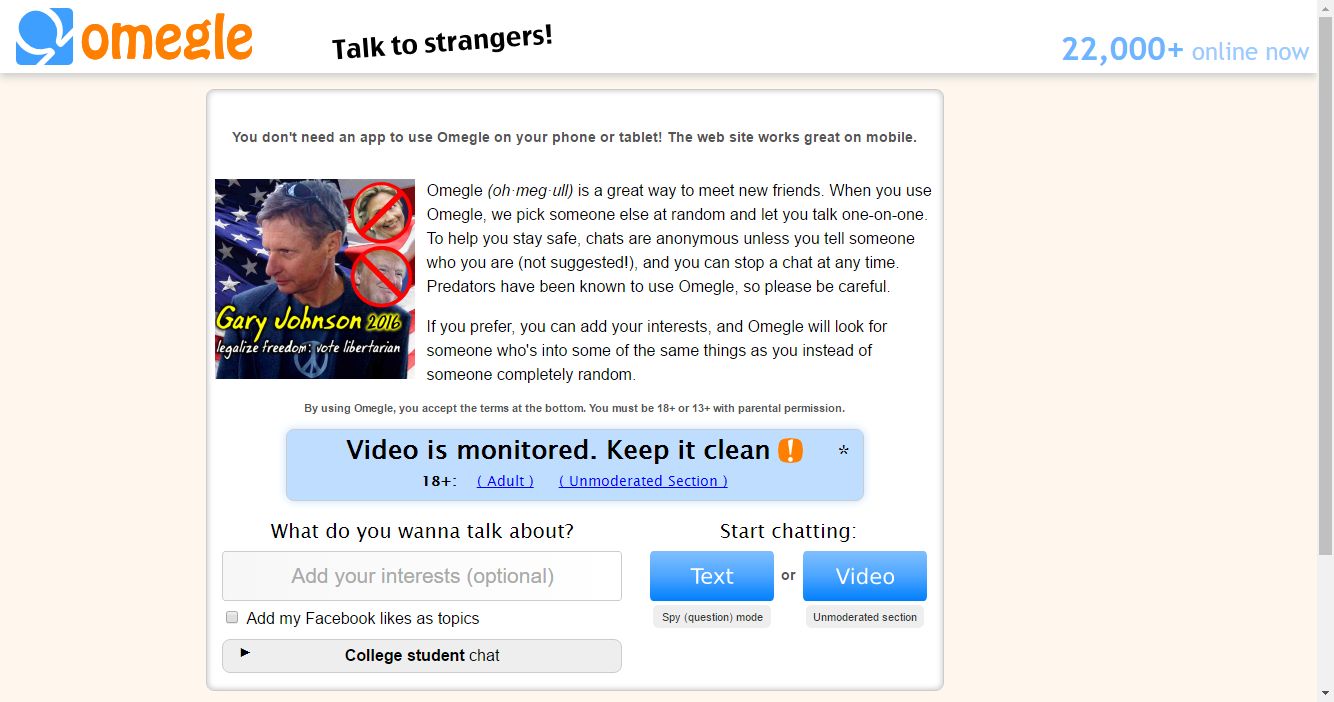 omegle
Talk to strangers!
22,000+ online now
You don't need an app to use Omegle on your phone or tablet! The web site works great on mobile.
Gary Johnson 2016
legalize freedom: vote libertarian
Omegle (oh·meg·ull) is a great way to meet new friends. When you use
Omegle, we pick someone else at random and let you talk one-on-one.
To help you stay safe, chats are anonymous unless you tell someone
who you are (not suggested!), and you can stop a chat at any time.
Predators have been known to use Omegle, so please be careful.
If you prefer, you can add your interests, and Omegle will look for
someone who's into some of the same things as you instead of
someone completely random.
By using Omegle, you accept the terms at the bottom. You must be 18+ or 13+ with parental permission.
Video is monitored. Keep it clean ! *
18+: ( Adult ) ( Unmoderated Section )
What do you wanna talk about?
Add your interests (optional)
Add my Facebook likes as topics
College student chat
Start chatting:
Text or Video
Spy (question) mode
Unmoderated section